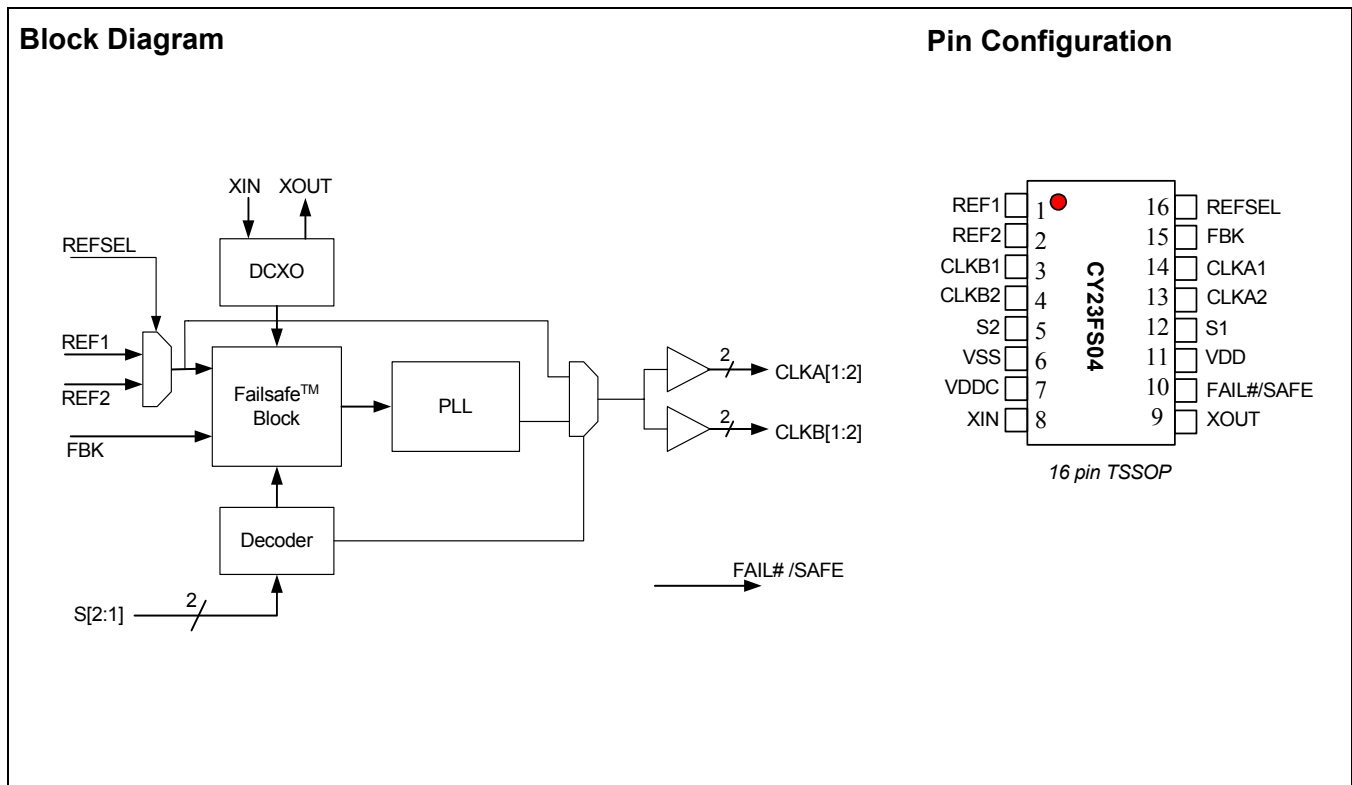 Block Diagram
Pin Configuration
XIN XOUT
REFSEL
DCXO
REF1
REF2
Failsafe™
Block
PLL
FBK
2
CLKA[1:2]
2
CLKB[1:2]
Decoder
FAIL# /SAFE
2
S[2:1]
REF1 1 16 REFSEL
REF2 2 15 FBK
CLKB1 3 14 CLKA1
CLKB2 4 13 CLKA2
S2 5 12 S1
VSS 6 11 VDD
VDDC 7 10 FAIL#/SAFE
XIN 8 9 XOUT
CY23FS04
16 pin TSSOP